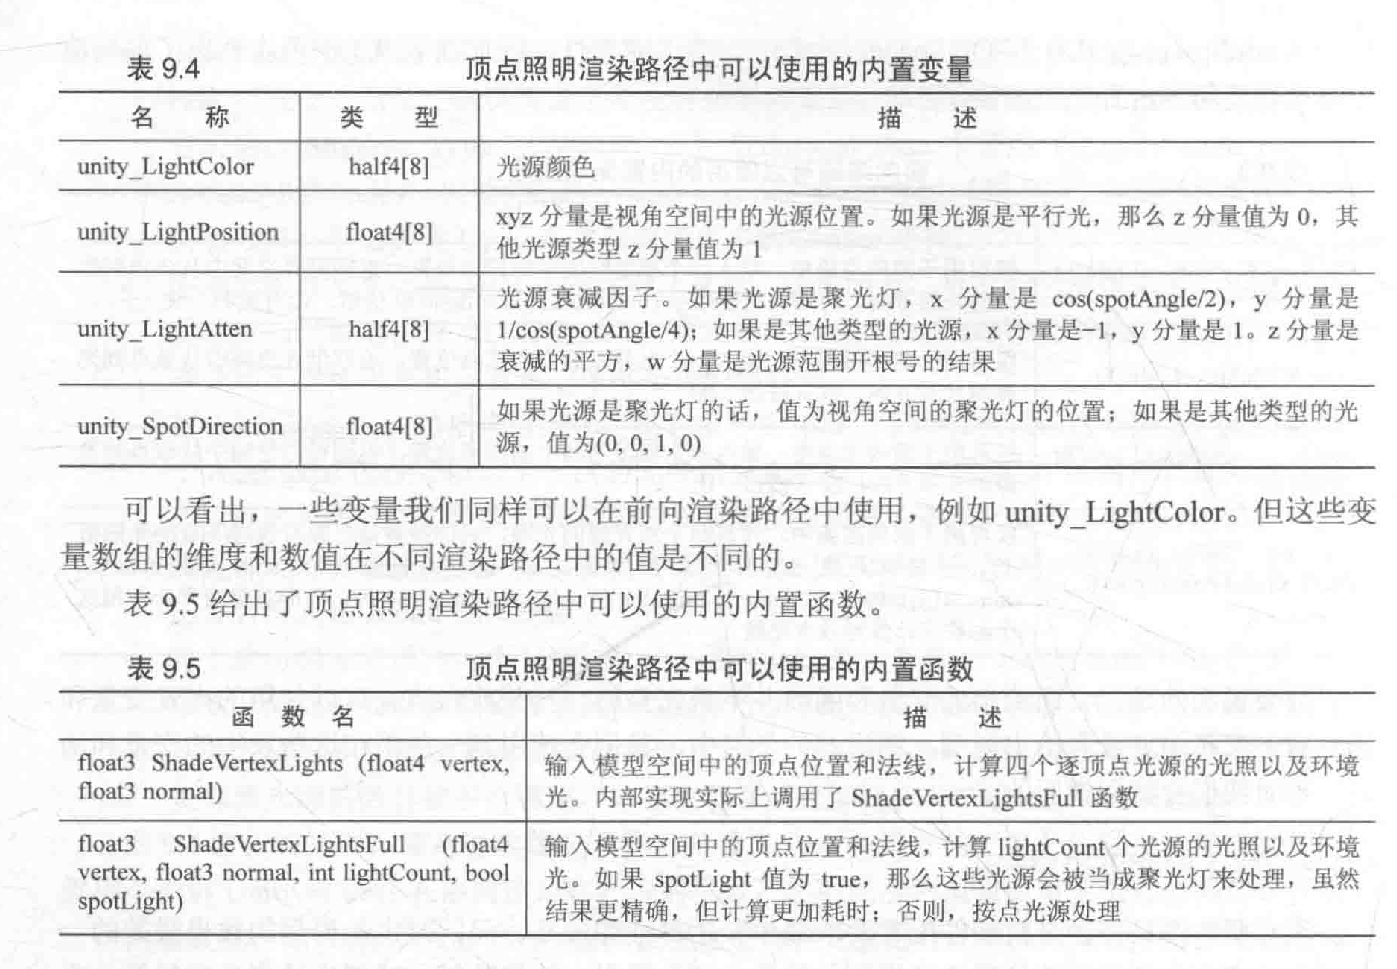 表 9.4 顶点照明渲染路径中可以使用的内置变量
名 称 类 型 描 述
unity_LightColor half4[8] 光源颜色
unity_LightPosition float4[8] xyz 分量是视角空间中的光源位置。如果光源是平行光，那么 z 分量值为 0，其
他光源类型 z 分量值为 1
unity_LightAtten half4[8] 光源衰减因子。如果光源是聚光灯，x 分量是 cos(spotAngle/2)，y 分量是
1/cos(spotAngle/4)；如果是其他类型的光源，x 分量是-1，y 分量是 1。z 分量是
衰减的平方，w 分量是光源范围开根号的结果
unity_SpotDirection float4[8] 如果光源是聚光灯的话，值为视角空间的聚光灯的位置；如果是其他类型的光
源，值为(0, 0, 1, 0)
可以看出，一些变量我们同样可以在前向渲染路径中使用，例如 unity_LightColor。但这些变
量数组的维度和数值在不同渲染路径中的值是不同的。
表 9.5 给出了顶点照明渲染路径中可以使用的内置函数。
表 9.5 顶点照明渲染路径中可以使用的内置函数
函 数 名 描 述
float3 ShadeVertexLights (float4 vertex,
float3 normal)
输入模型空间中的顶点位置和法线，计算四个逐顶点光源的光照以及环境
光。内部实现实际上调用了 ShadeVertexLightsFull 函数
float3 ShadeVertexLightsFull (float4
vertex, float3 normal, int lightCount, bool
spotLight)
输入模型空间中的顶点位置和法线，计算 lightCount 个光源的光照以及环境
光。如果 spotLight 值为 true，那么这些光源会被当成聚光灯来处理，虽然
结果更精确，但计算更加耗时；否则，按点光源处理